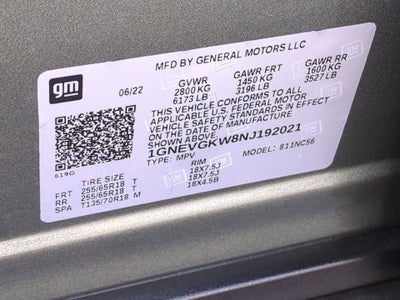 gm
MFD BY GENERAL MOTORS LLC
06/22 GVWR GAWR FRT GAWR RR
2800 KG 1450 KG 1600 KG
6173 LB 3196 LB 3527 LB
THIS VEHICLE CONFORMS TO ALL
APPLICABLE U.S. FEDERAL MOTOR
VEHICLE SAFETY STANDARDS IN EFFECT
ON THE DATE OF MANUFACTURE
SHOWN ABOVE.
1GNEVGKW8NJ192021
TYPE: MPV MODEL: 811NC56
619G
TIRE SIZE RIM
FRT 255/65R18 T 18X7.5J
RR 255/65R18 T 18X7.5J
SPA T135/70R18 M 18X4.5B